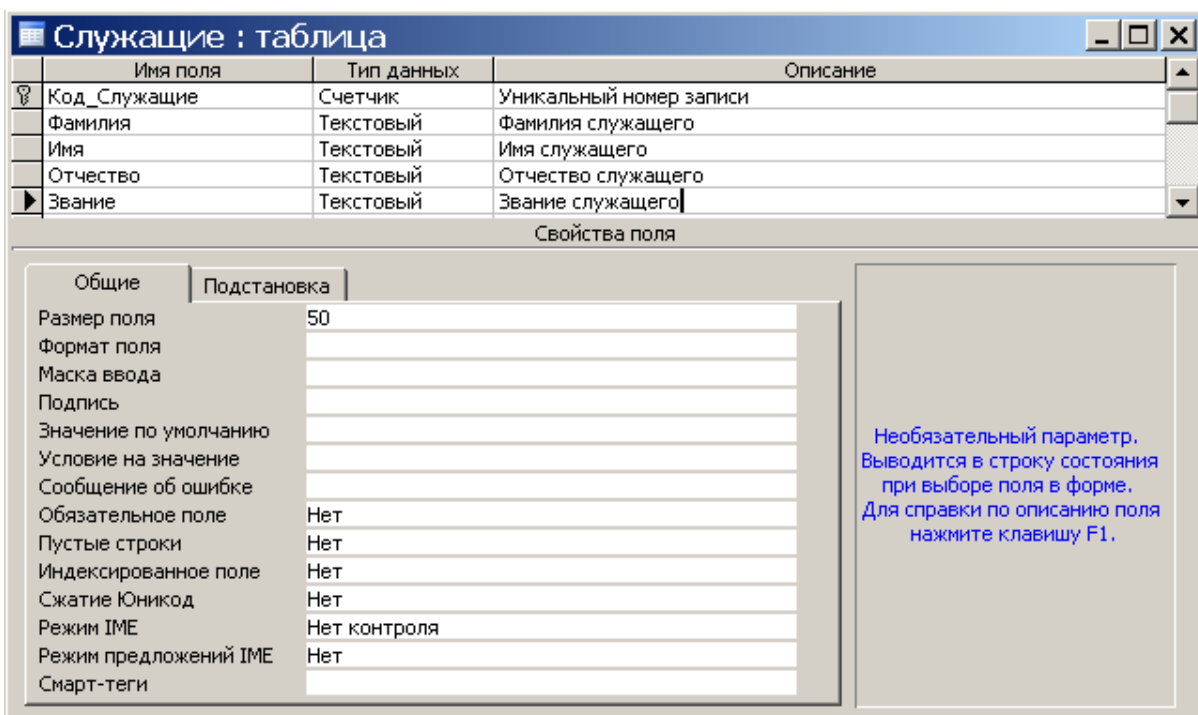 Служащие : таблица
Имя поля Тип данных Описание
Код_Служащие Счетчик Уникальный номер записи
Фамилия Текстовый Фамилия служащего
Имя Текстовый Имя служащего
Отчество Текстовый Отчество служащего
Звание Текстовый Звание служащего
Свойства поля
Общие Подстановка
Размер поля 50
Формат поля
Маска ввода
Подпись
Значение по умолчанию
Условие на значение
Сообщение об ошибке
Обязательное поле Нет
Пустые строки Нет
Индексированное поле Нет
Сжатие Юникод Нет
Режим IME Нет контроля
Режим предложений IME Нет
Смарт-теги
Необязательный параметр.
Выводится в строку состояния
при выборе поля в форме.
Для справки по описанию поля
нажмите клавишу F1.